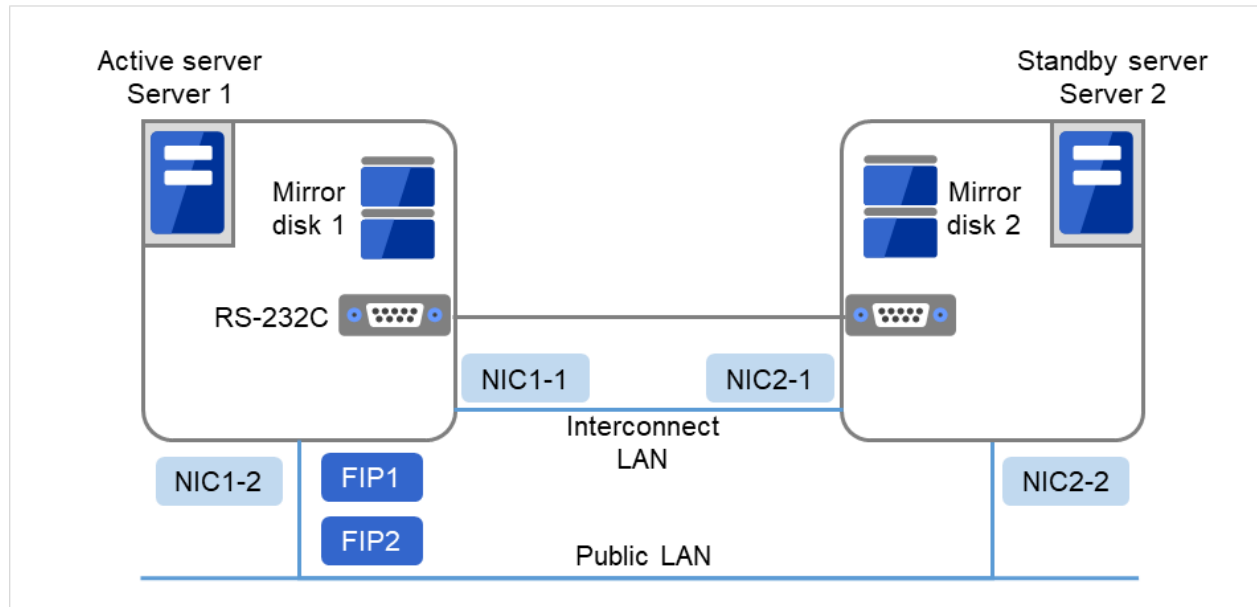 Active server
Server 1
Standby server
Server 2
Mirror
disk 1
Mirror
disk 2
RS-232C
NIC1-1
NIC2-1
Interconnect
LAN
NIC1-2
FIP1
NIC2-2
FIP2
Public LAN